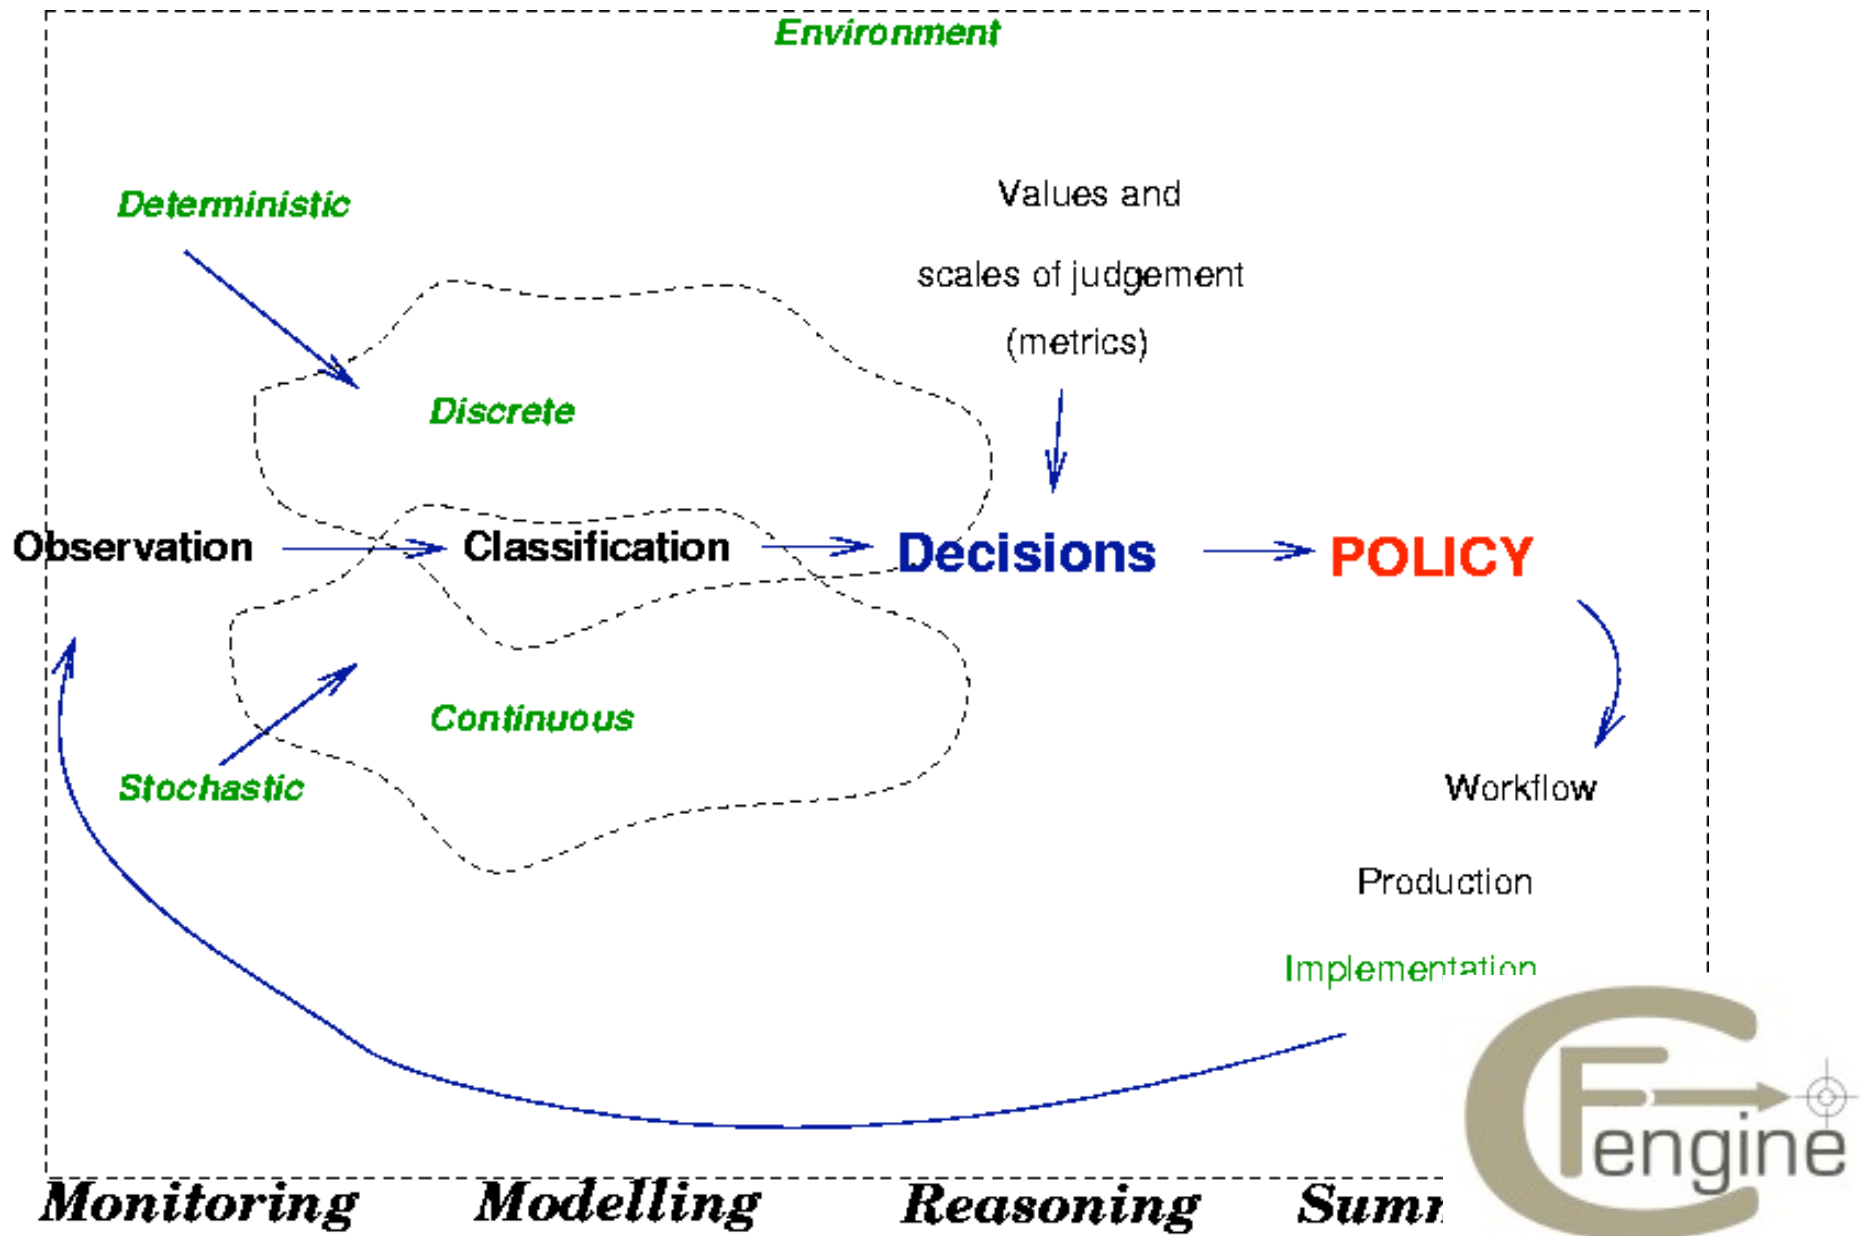 Environment
Deterministic
Values and
scales of judgement
(metrics)
Discrete
Observation
Classification
Decisions
POLICY
Continuous
Stochastic
Workflow
Production
Implementation
CFengine
Monitoring
Modelling
Reasoning